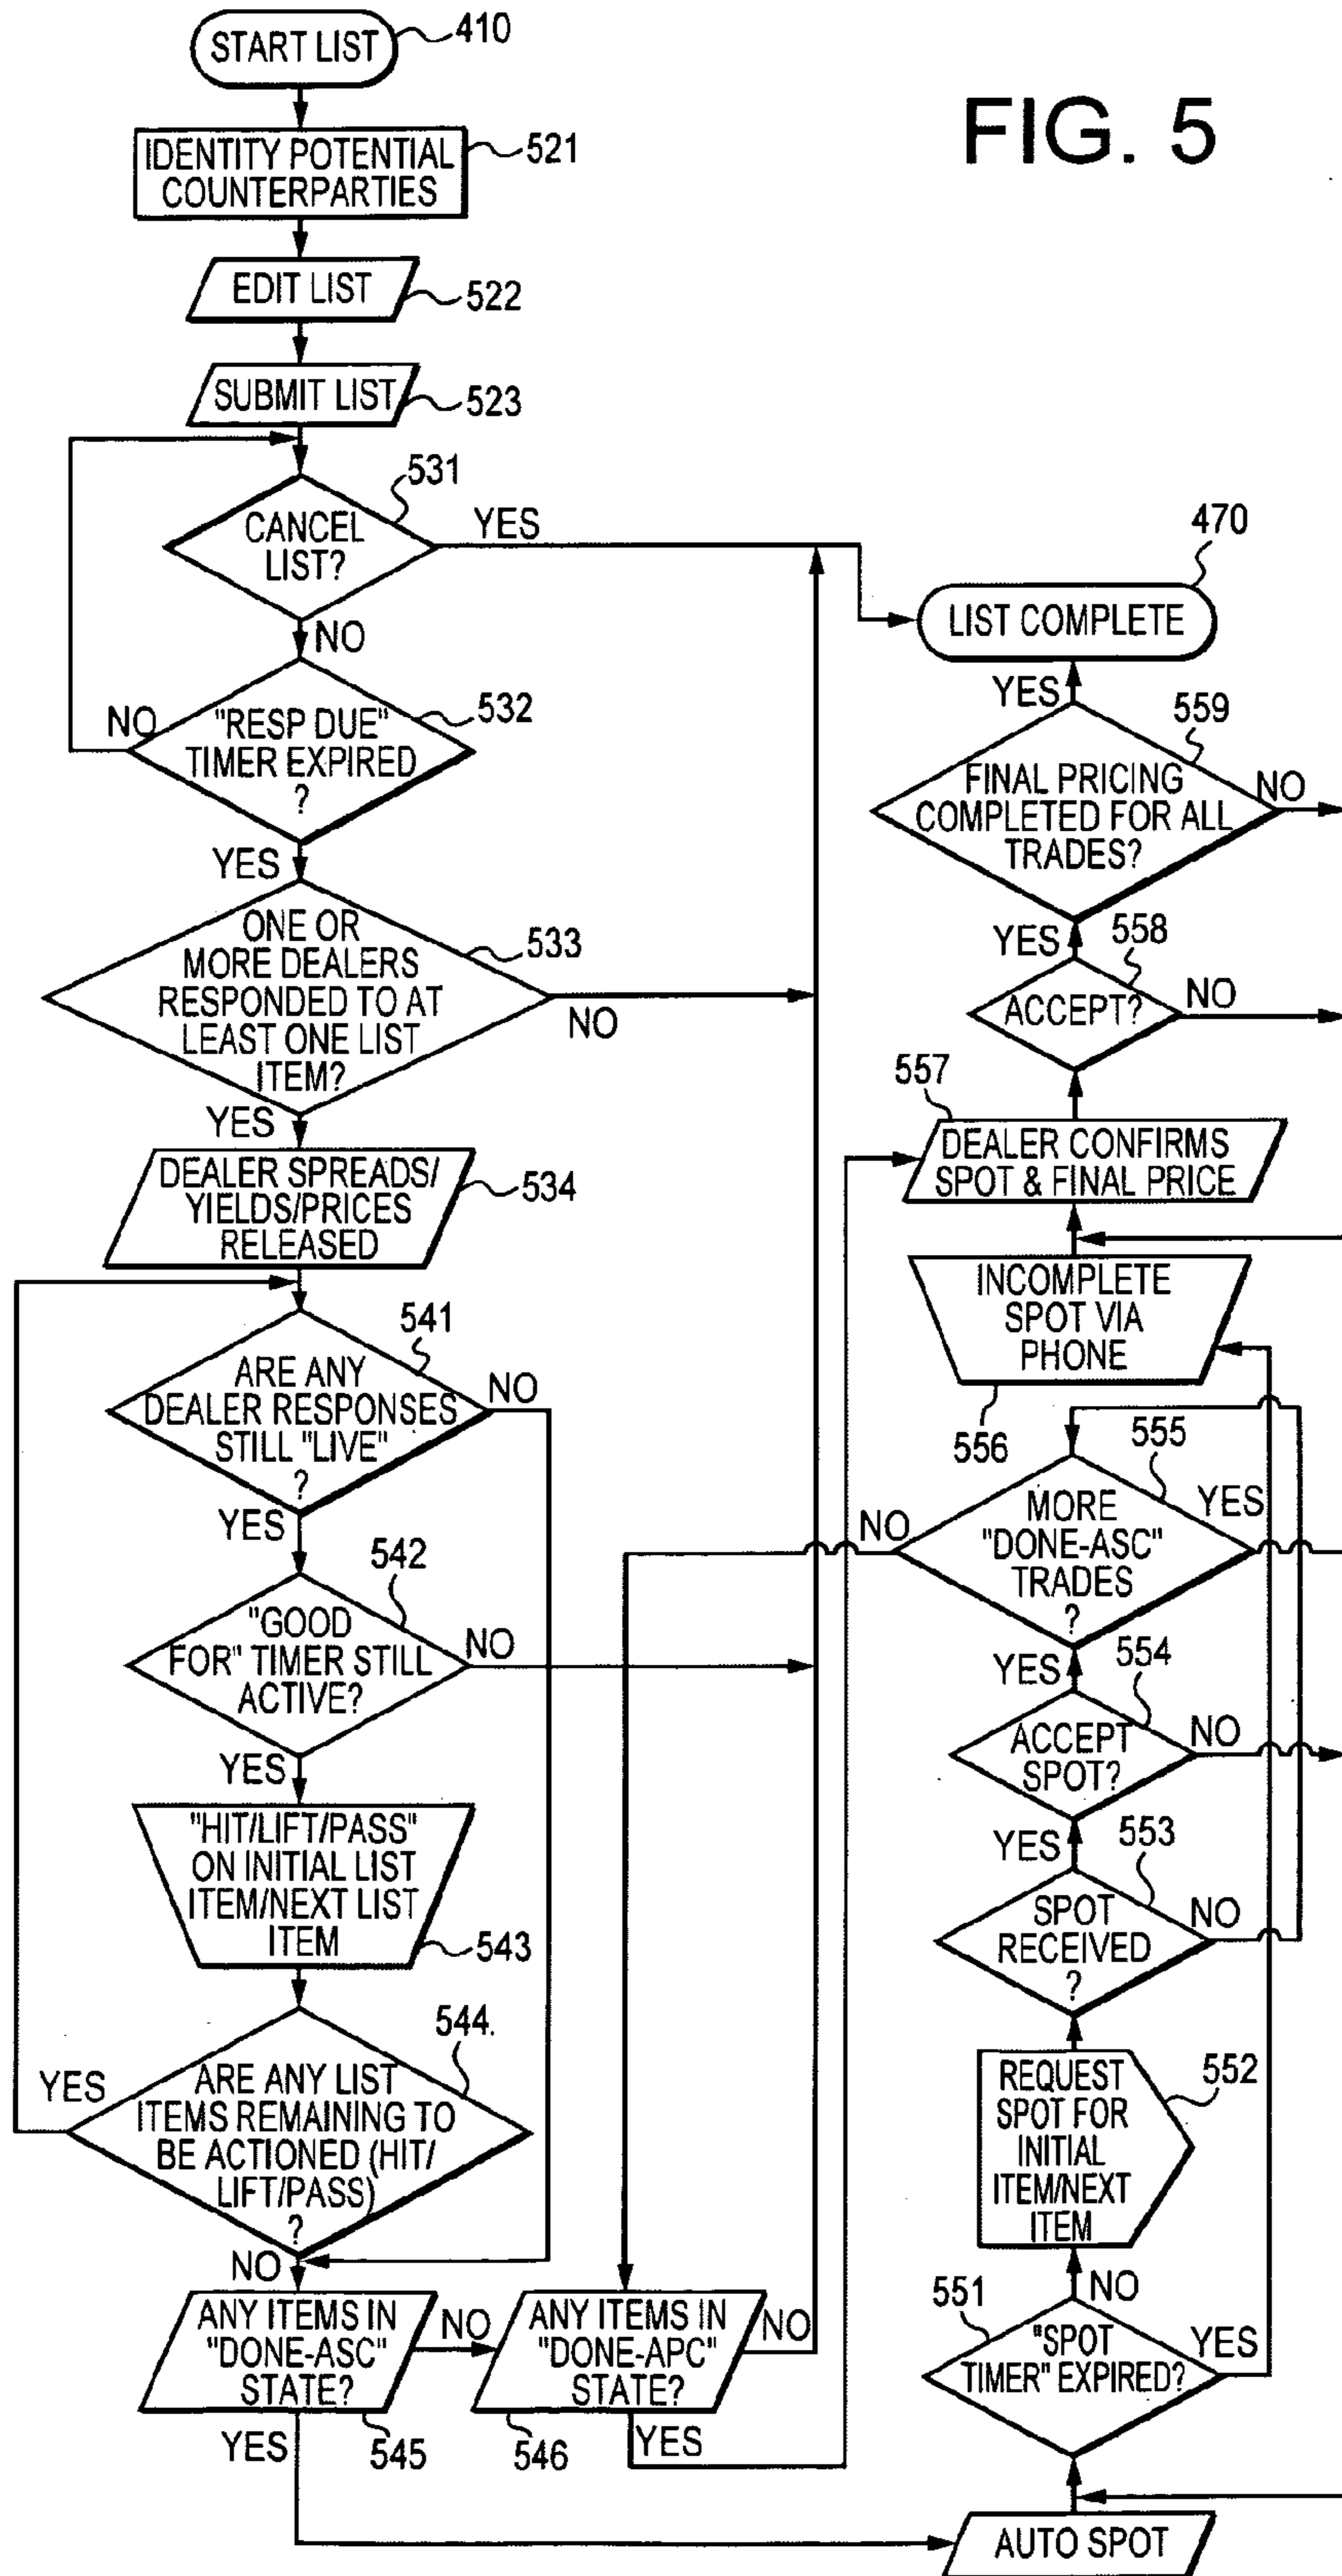 FIG. 5
START LIST
410
IDENTITY POTENTIAL
COUNTERPARTIES
521
EDIT LIST
522
SUBMIT LIST
523
CANCEL
LIST?
531
YES
NO
"RESP DUE"
TIMER EXPIRED
?
532
NO
YES
ONE OR
MORE DEALERS
RESPONDED TO AT
LEAST ONE LIST
ITEM?
533
NO
YES
DEALER SPREADS/
YIELDS/PRICES
RELEASED
534
ARE ANY
DEALER RESPONSES
STILL "LIVE"
?
541
NO
YES
"GOOD
FOR" TIMER STILL
ACTIVE?
542
NO
YES
"HIT/LIFT/PASS"
ON INITIAL LIST
ITEM/NEXT LIST
ITEM
543
ARE ANY LIST
ITEMS REMAINING TO
BE ACTIONED (HIT/
LIFT/PASS)
?
544.
YES
NO
ANY ITEMS IN
"DONE-ASC"
STATE?
545
NO
YES
ANY ITEMS IN
"DONE-APC"
STATE?
546
NO
YES
470
LIST COMPLETE
YES
559
FINAL PRICING
COMPLETED FOR ALL
TRADES?
NO
YES
558
ACCEPT?
NO
557
DEALER CONFIRMS
SPOT & FINAL PRICE
INCOMPLETE
SPOT VIA
PHONE
556
555
MORE
"DONE-ASC"
TRADES
?
NO
YES
YES
554
ACCEPT
SPOT?
NO
YES
553
SPOT
RECEIVED
?
NO
REQUEST
SPOT FOR
INITIAL
ITEM/NEXT
ITEM
552
551
NO
"SPOT
TIMER" EXPIRED?
YES
AUTO SPOT